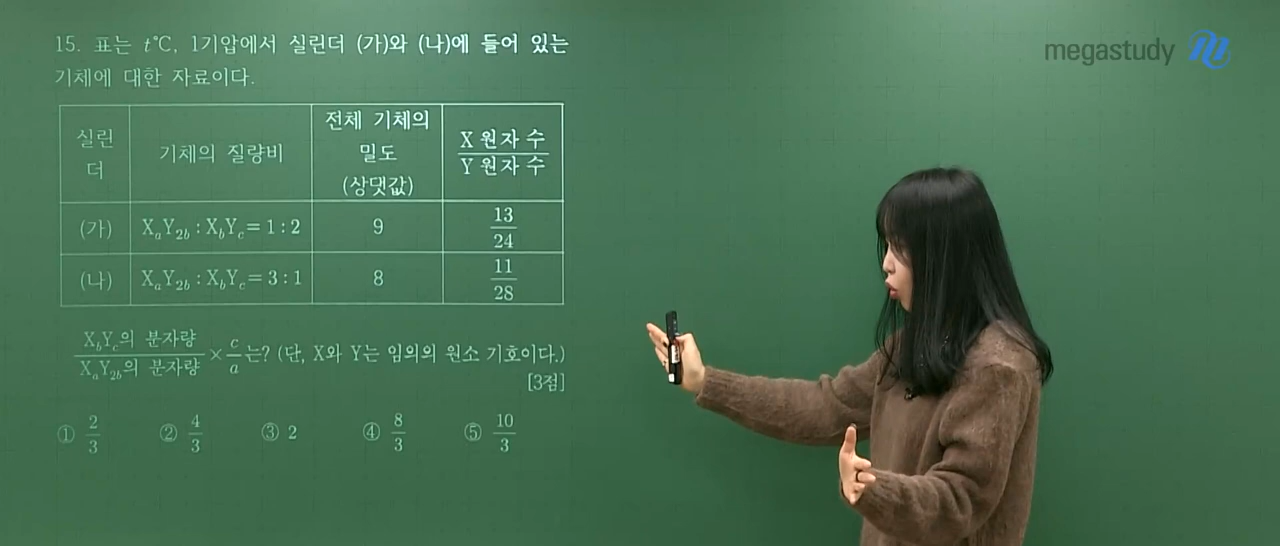 15. 표는 t℃, 1기압에서 실린더 (가)와 (나)에 들어 있는
기체에 대한 자료이다.
실린더 기체의 질량비 전체 기체의 밀도 (상댓값) X 원자 수 / Y 원자 수
(가) XₐY₂b : XbYc = 1 : 2 9 13/24
(나) XₐY₂b : XbYc = 3 : 1 8 11/28
XbYc의 분자량 / XₐY₂b의 분자량 × c/a 는? (단, X와 Y는 임의의 원소 기호이다.)
[3점]
① 2/3 ② 4/3 ③ 2 ④ 8/3 ⑤ 10/3
megastudy